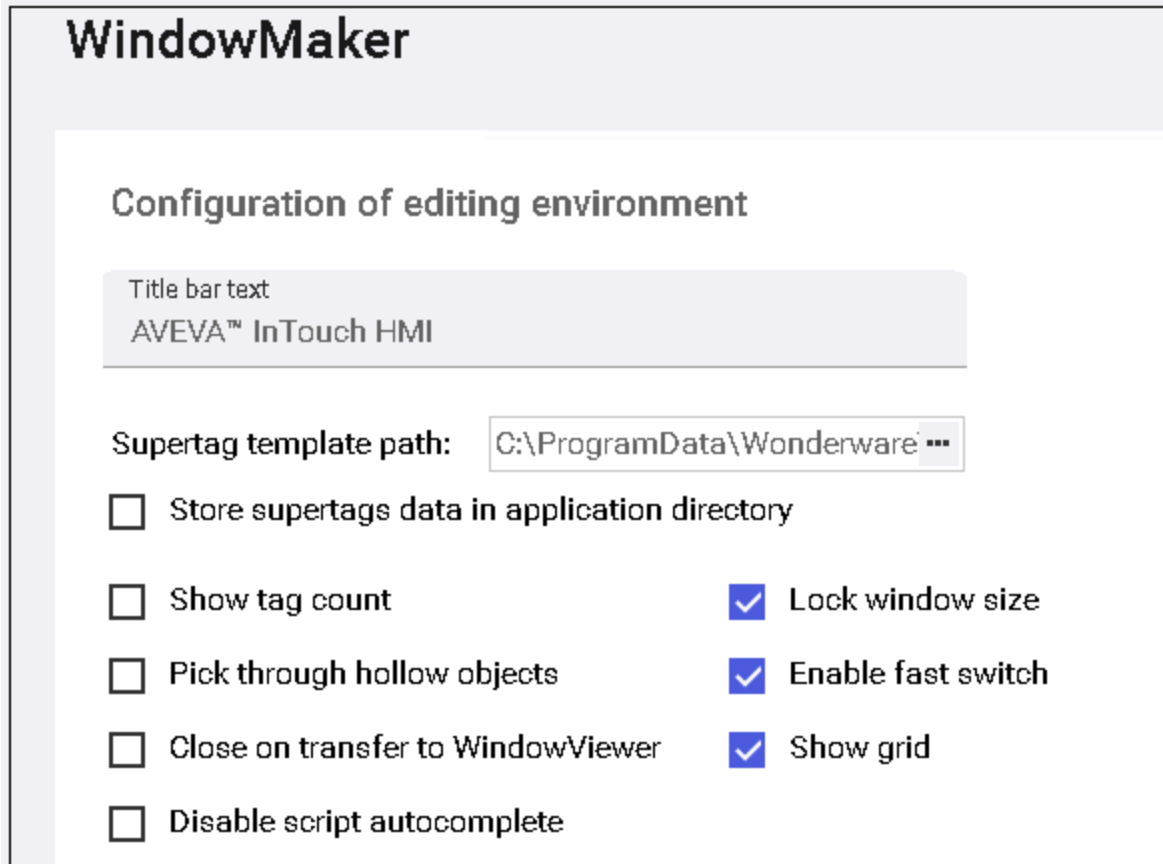 WindowMaker
Configuration of editing environment
Title bar text
AVEVA™ InTouch HMI
Supertag template path: C:\ProgramData\Wonderware
Store supertags data in application directory
Show tag count
Lock window size
Pick through hollow objects
Enable fast switch
Close on transfer to WindowViewer
Show grid
Disable script autocomplete